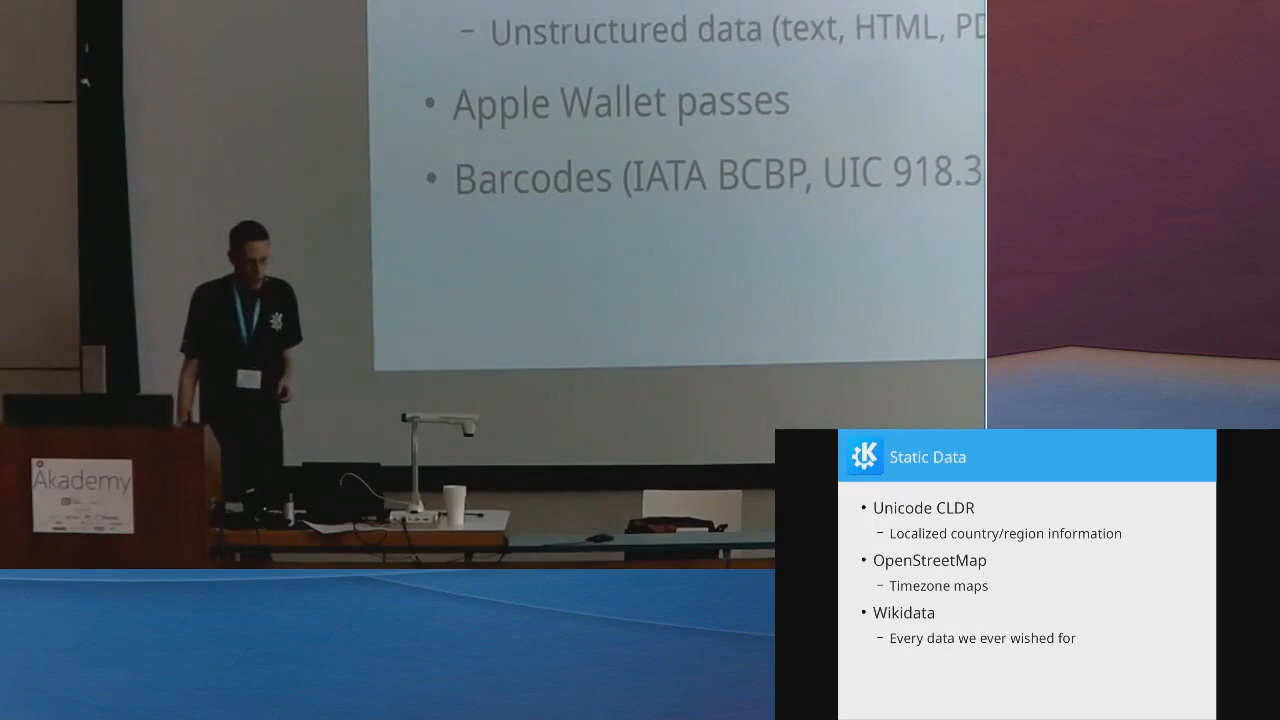 – Unstructured data (text, HTML, PD
• Apple Wallet passes
• Barcodes (IATA BCBP, UIC 918.3
Akademy
Static Data
• Unicode CLDR
– Localized country/region information
• OpenStreetMap
– Timezone maps
• Wikidata
– Every data we ever wished for